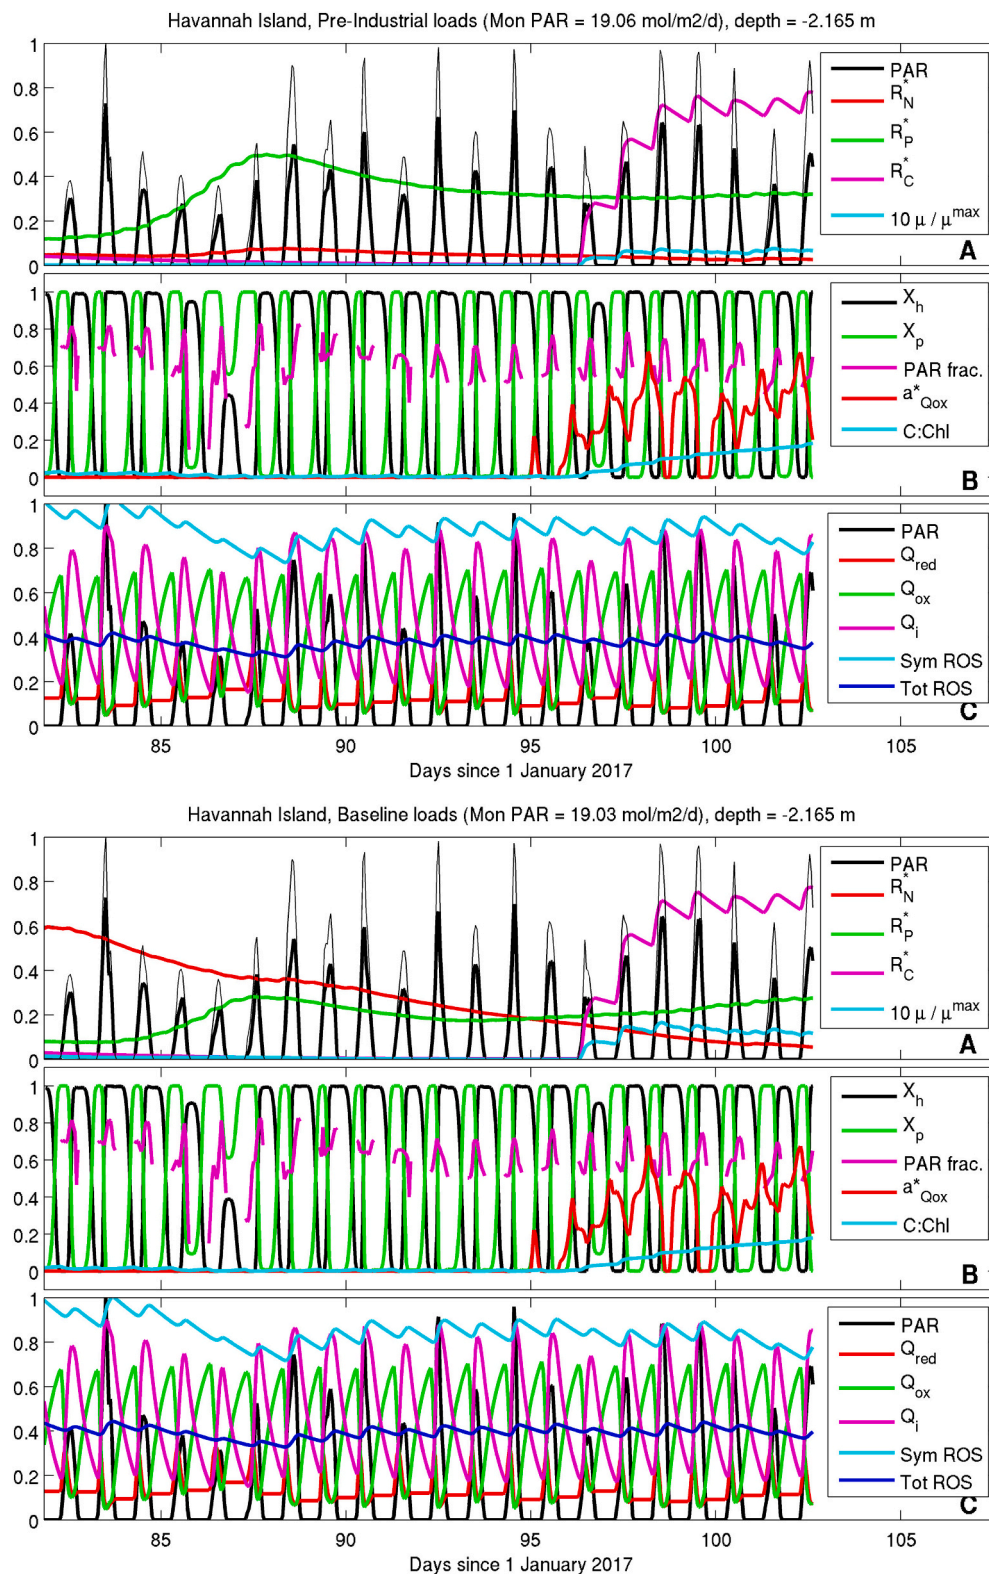 Havannah Island, Pre-Industrial loads (Mon PAR = 19.06 mol/m2/d), depth = -2.165 m
1
0.8
0.6
0.4
0.2
0
PAR
R*N
R*P
R*C
10 μ / μmax
A
1
0.8
0.6
0.4
0.2
0
Xh
Xp
PAR frac.
a*Qox
C:Chl
B
1
0.8
0.6
0.4
0.2
0
PAR
Qred
Qox
Qi
Sym ROS
Tot ROS
C
85 90 95 100 105
Days since 1 January 2017
Havannah Island, Baseline loads (Mon PAR = 19.03 mol/m2/d), depth = -2.165 m
1
0.8
0.6
0.4
0.2
0
PAR
R*N
R*P
R*C
10 μ / μmax
A
1
0.8
0.6
0.4
0.2
0
Xh
Xp
PAR frac.
a*Qox
C:Chl
B
1
0.8
0.6
0.4
0.2
0
PAR
Qred
Qox
Qi
Sym ROS
Tot ROS
C
85 90 95 100 105
Days since 1 January 2017